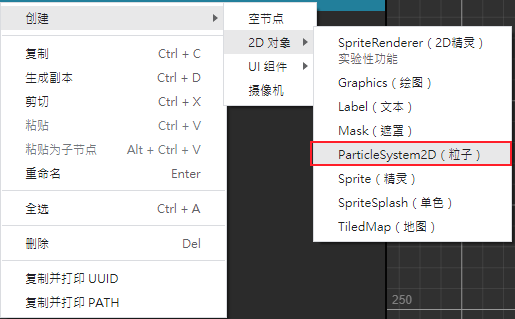 创建
复制 Ctrl + C
生成副本 Ctrl + D
剪切 Ctrl + X
粘贴 Ctrl + V
粘贴为子节点 Alt + Ctrl + V
重命名 Enter
全选 Ctrl + A
删除 Del
复制并打印 UUID
复制并打印 PATH
空节点
2D 对象
UI 组件
摄像机
SpriteRenderer（2D精灵）
实验性功能
Graphics（绘图）
Label（文本）
Mask（遮罩）
ParticleSystem2D（粒子）
Sprite（精灵）
SpriteSplash（单色）
TiledMap（地图）
250